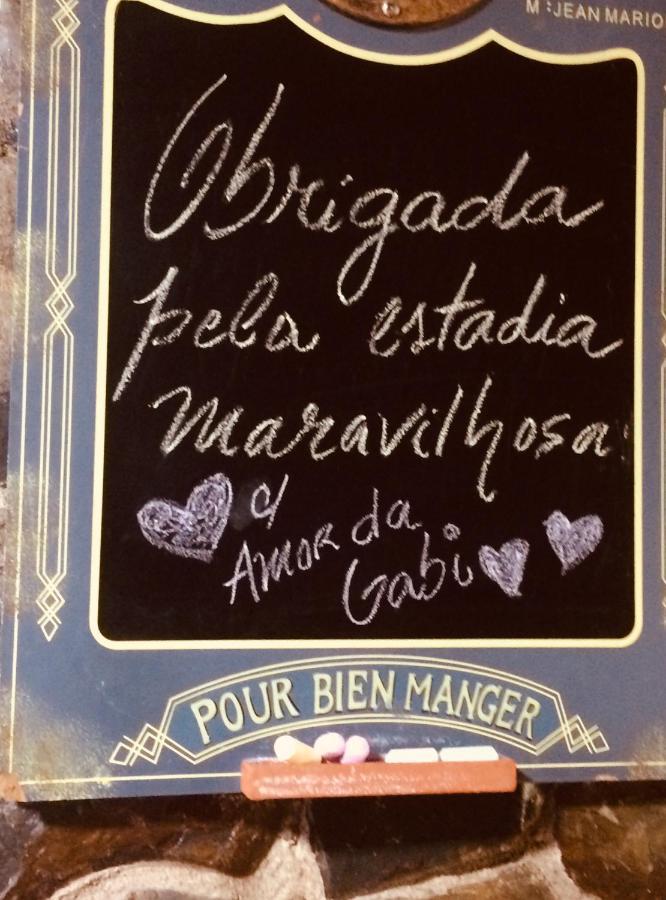 M : JEAN MARIO
Obrigada
pela estadia
maravilhosa
c/
Amor da
Gabi
POUR BIEN MANGER